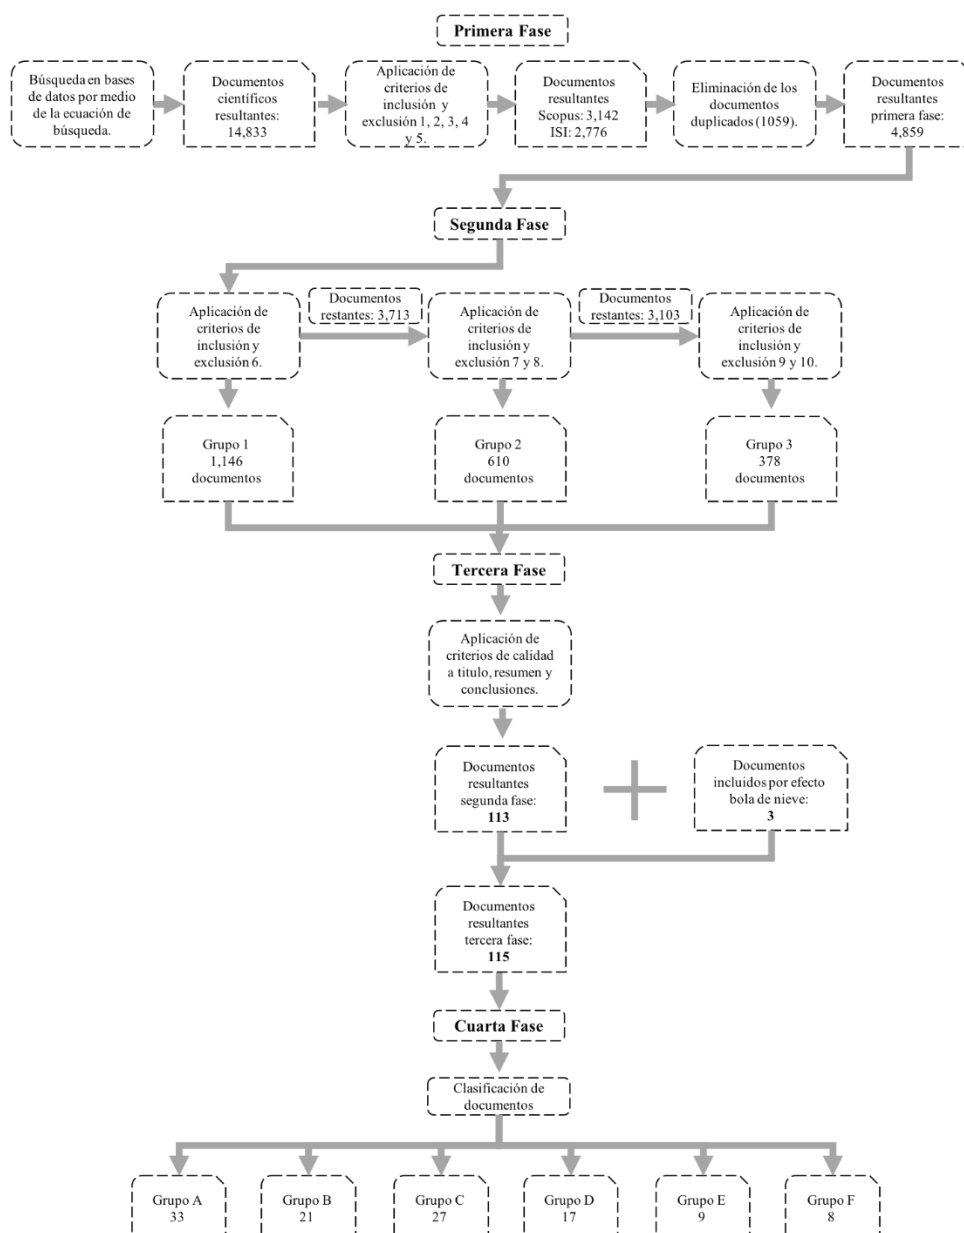 Primera Fase
Búsqueda en bases
de datos por medio
de la ecuación de
búsqueda.
Documentos
científicos
resultantes:
14,833
Aplicación de
criterios de
inclusión y
exclusión 1, 2, 3, 4
y 5.
Documentos
resultantes
Scopus: 3,142
ISI: 2,776
Eliminación de los
documentos
duplicados (1059).
Documentos
resultantes
primera fase:
4,859
Segunda Fase
Aplicación de
criterios de
inclusión y
exclusión 6.
Documentos
restantes: 3,713
Aplicación de
criterios de
inclusión y
exclusión 7 y 8.
Documentos
restantes: 3,103
Aplicación de
criterios de
inclusión y
exclusión 9 y 10.
Grupo 1
1,146
documentos
Grupo 2
610
documentos
Grupo 3
378
documentos
Tercera Fase
Aplicación de
criterios de calidad
a titulo, resumen y
conclusiones.
Documentos
resultantes
segunda fase:
113
Documentos
incluidos por efecto
bola de nieve:
3
Documentos
resultantes
tercera fase:
115
Cuarta Fase
Clasificación de
documentos
Grupo A
33
Grupo B
21
Grupo C
27
Grupo D
17
Grupo E
9
Grupo F
8